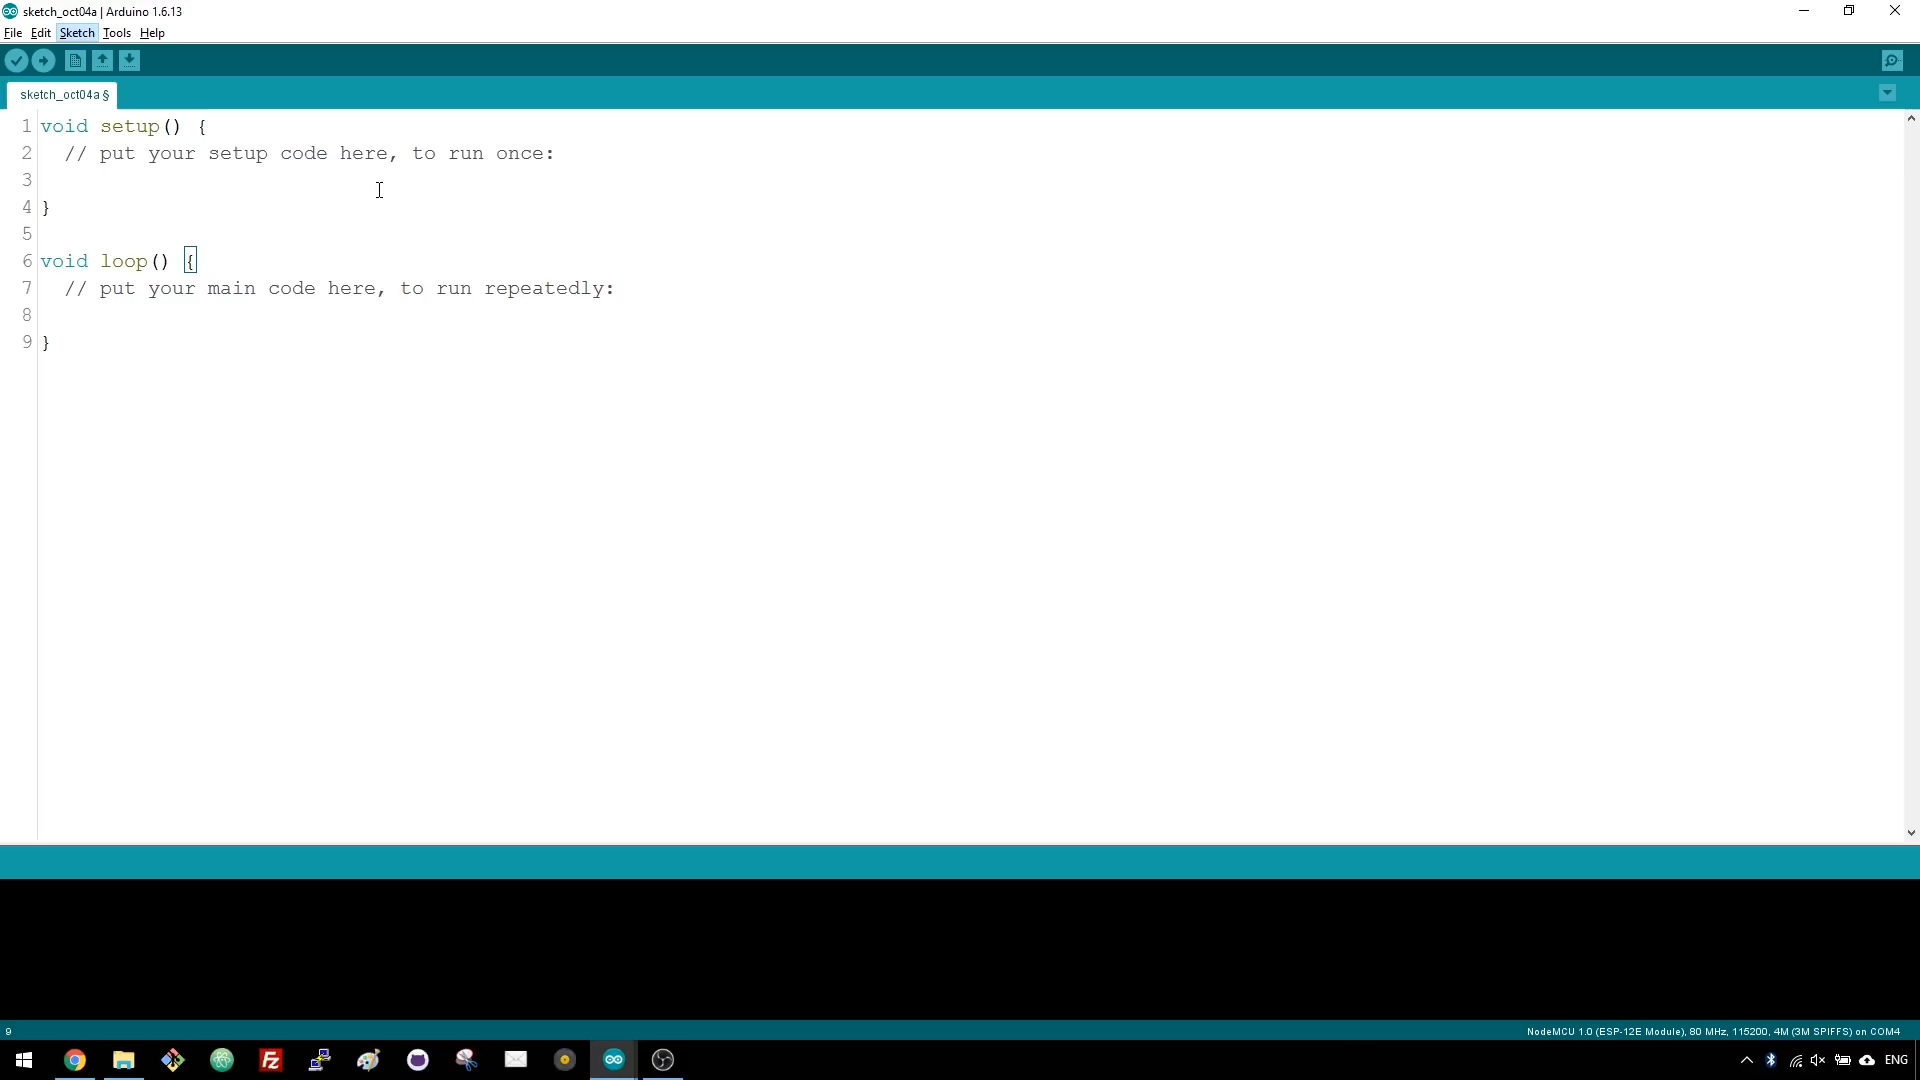 sketch_oct04a | Arduino 1.6.13
File Edit Sketch Tools Help
sketch_oct04a §
1 void setup() {
2 // put your setup code here, to run once:
3
4 }
5
6 void loop() {
7 // put your main code here, to run repeatedly:
8
9 }
9 NodeMCU 1.0 (ESP-12E Module), 80 MHz, 115200, 4M (3M SPIFFS) on COM4
Fz
ENG